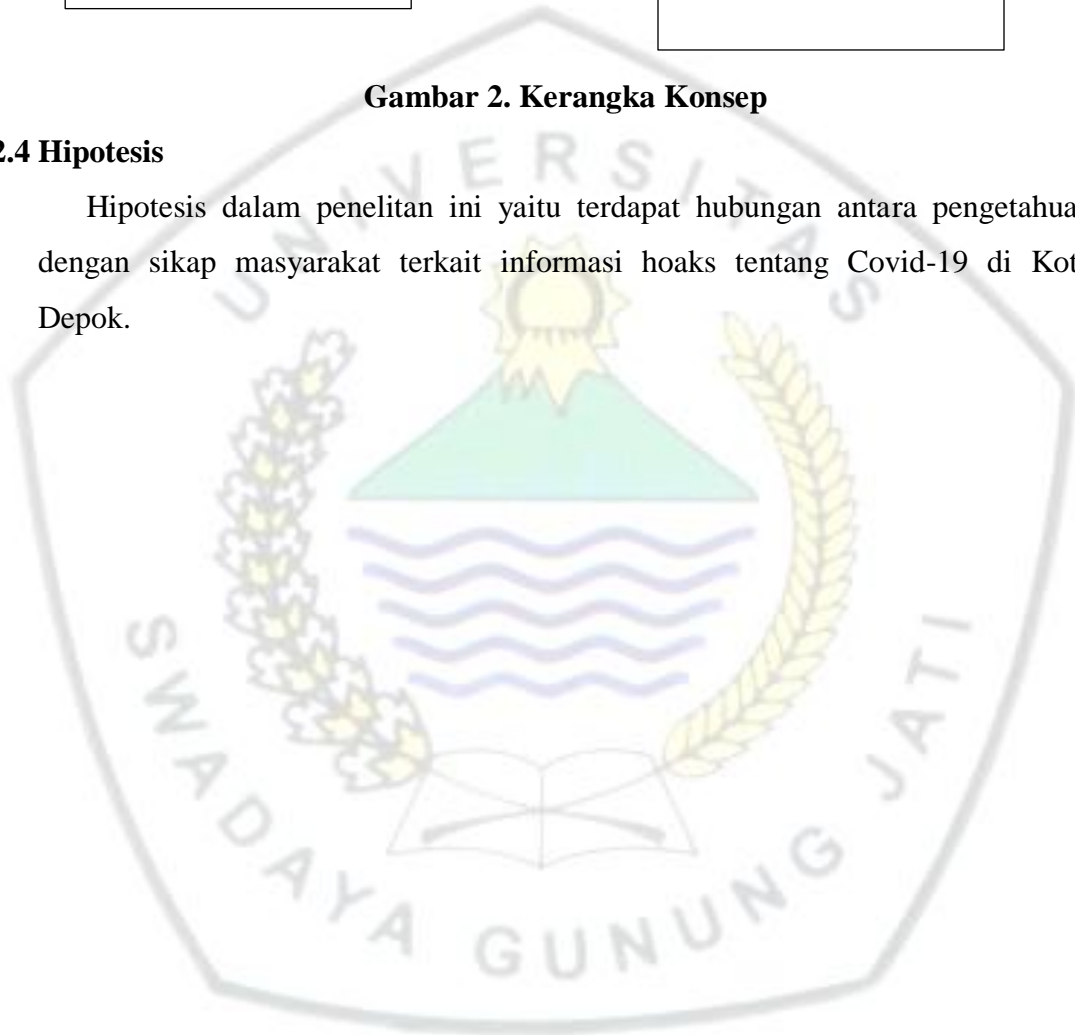 Gambar 2. Kerangka Konsep
2.4 Hipotesis
Hipotesis dalam penelitan ini yaitu terdapat hubungan antara pengetahua
dengan sikap masyarakat terkait informasi hoaks tentang Covid-19 di Kot
Depok.
UNIVERSITAS
SWADAYA GUNUNG JATI